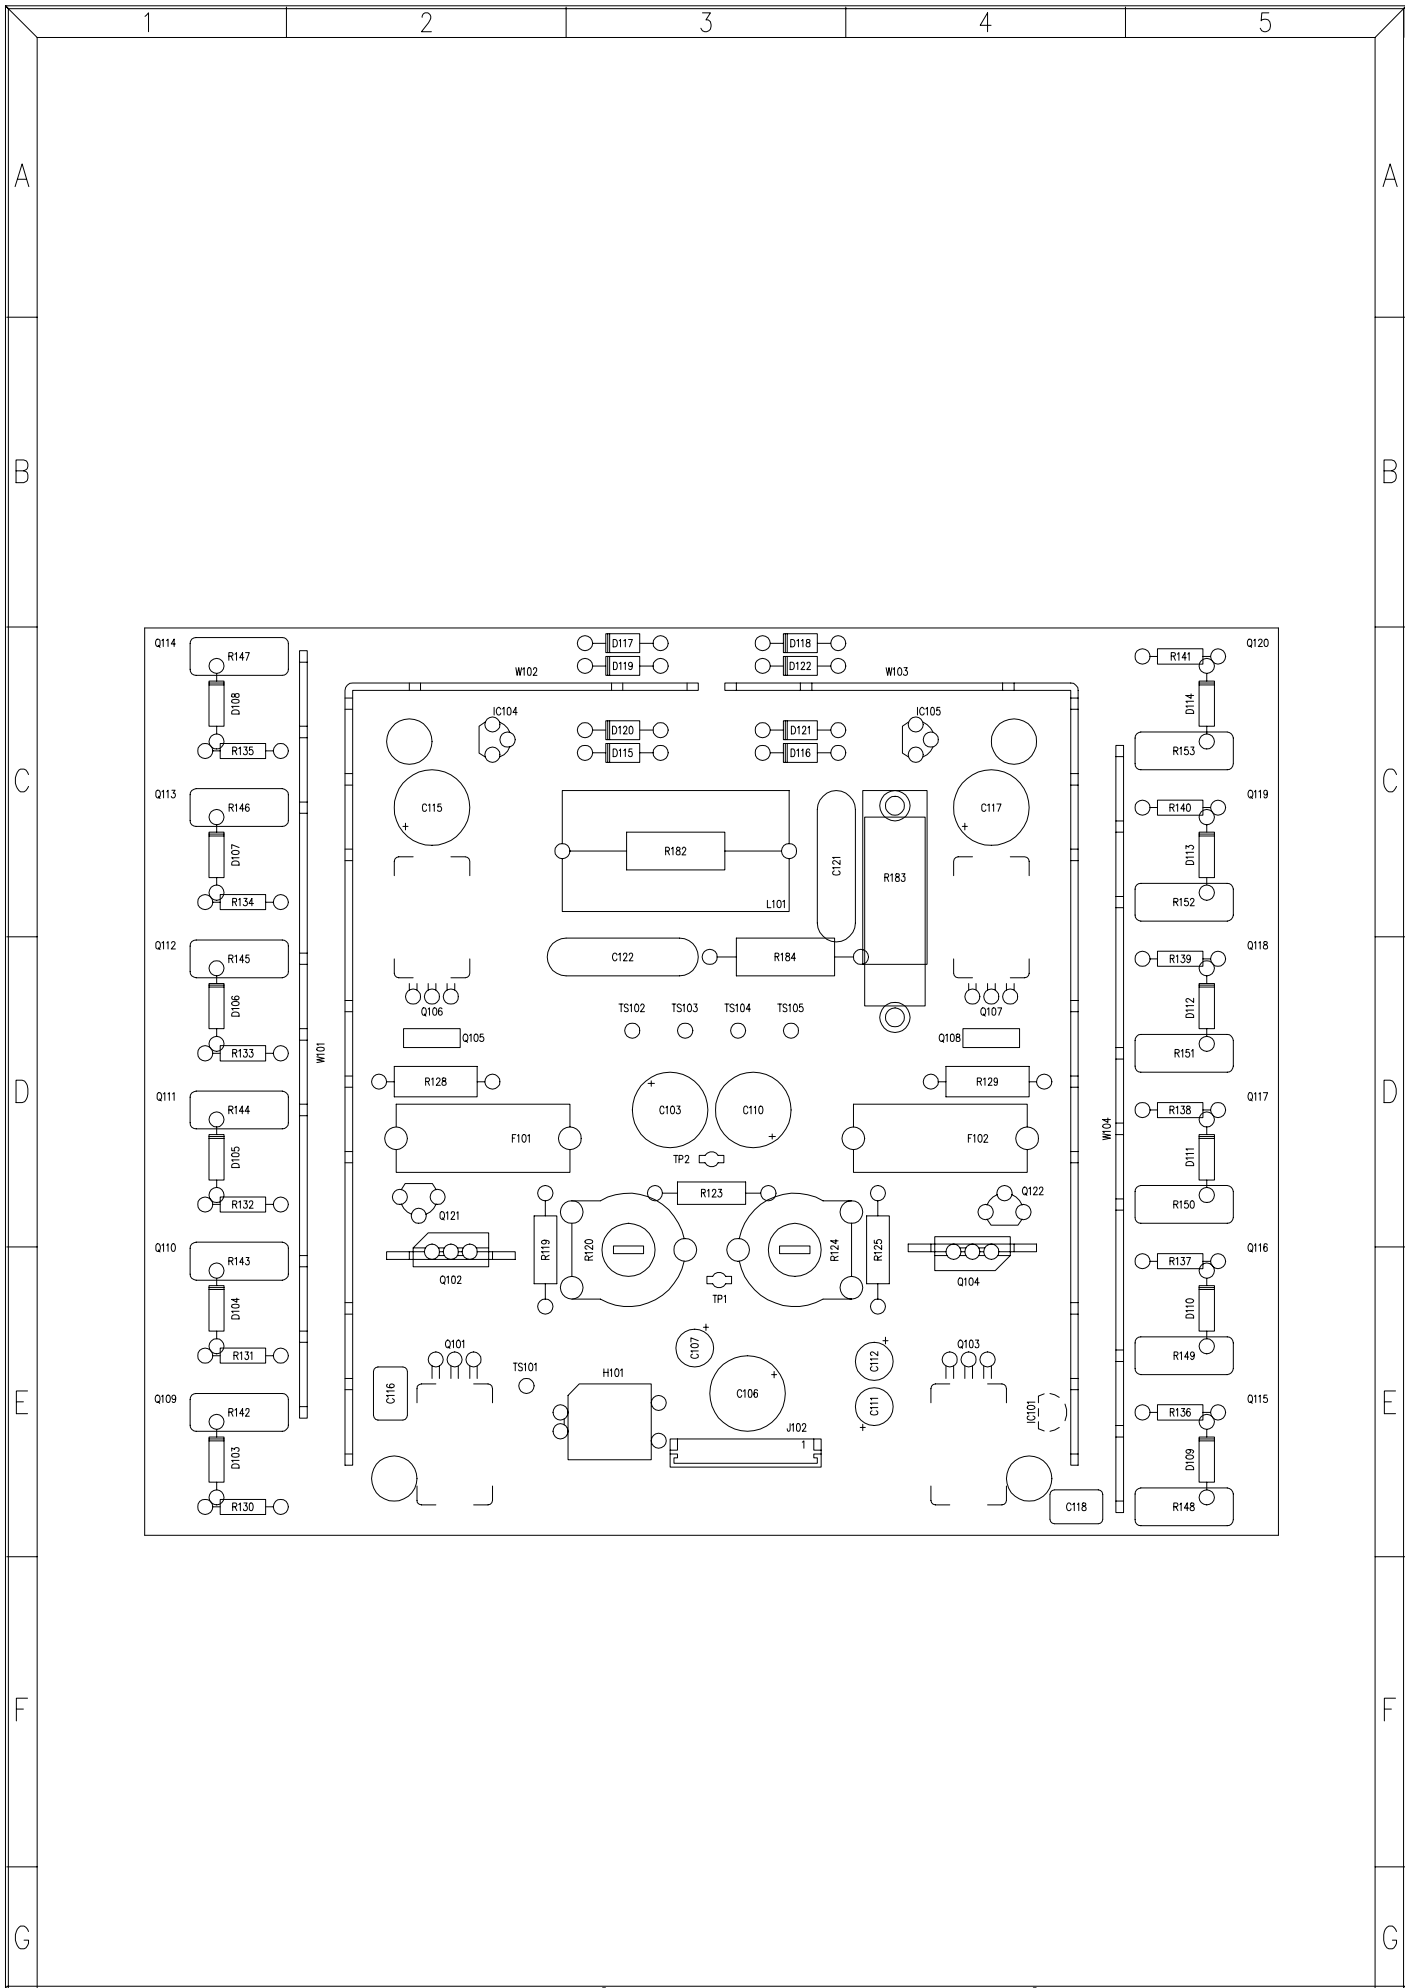 1 2 3 4 5
A A
B B
Q114 R147 D117 D118 R141 Q120
D119 D122
W102 W103
D108 IC104 IC105 D114
D120 D121
R135 D115 D116 R153
C C
Q113 R146 C115 C117 R140 Q119
+ +
D107 R182 C121 R183 D113
R134 L101 R152
Q112 R145 C122 R184 R139 Q118
D106 Q106 TS102 TS103 TS104 TS105 Q107 D112
R133 W101 Q105 Q108 R151
D D
R128 + R129
Q111 R144 C103 C110 R138 Q117
F101 + F102 W104
D105 TP2 D111
R132 Q121 R123 Q122 R150
Q110 R143 R119 R120 R124 R125 R137 Q116
Q102 Q104
D104 TP1 D110
R131 Q101 + C107 + C112 Q103 R149
TS101 H101 +
E E
Q109 R142 C116 C106 C111 IC101 R136 Q115
+
J102
1
D103 D109
R130 C118 R148
F F
G G